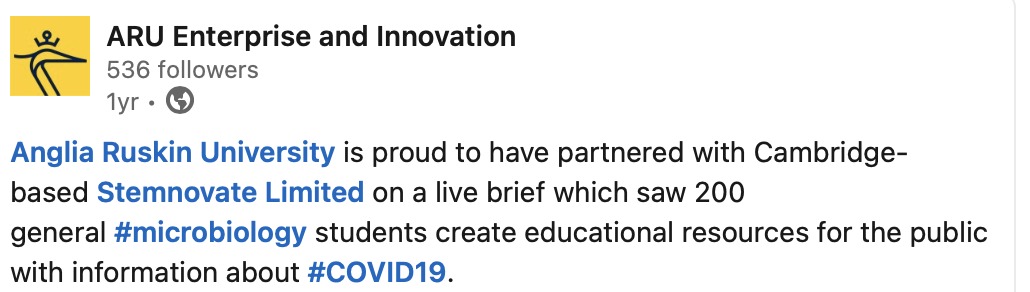 ARU Enterprise and Innovation
536 followers
1yr •
Anglia Ruskin University is proud to have partnered with Cambridge-
based Stemnovate Limited on a live brief which saw 200
general #microbiology students create educational resources for the public
with information about #COVID19.